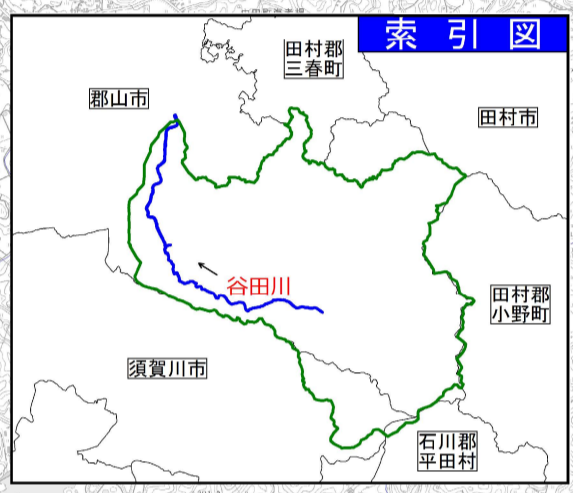 索引図
田村郡
三春町
郡山市
田村市
谷田川
田村郡
小野町
須賀川市
石川郡
平田村